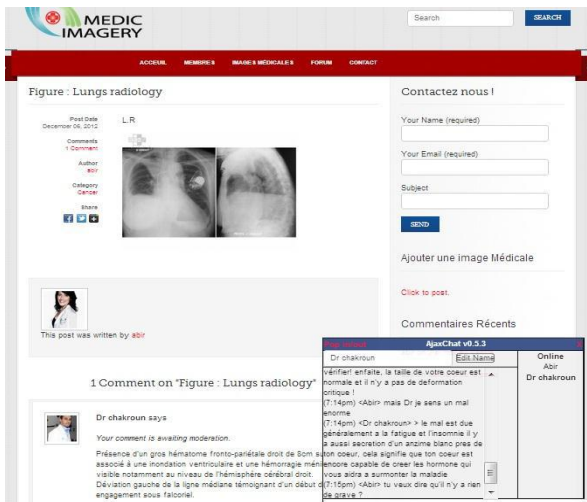 MEDIC
IMAGERY
Search
SEARCH
ACCEUIL MEMBRES IMAGES MÉDICALES FORUM CONTACT
Figure : Lungs radiology
Post Date
December 06, 2012
Comments
1 Comment
Author
abir
Category
Cancer
Share
L.R
This post was written by abir
1 Comment on "Figure : Lungs radiology"
Dr chakroun says
Your comment is awaiting moderation.
Présence d'un gros hématome fronto-pariétale droit de 8cm
associé à une inondation ventriculaire et une hémorragie
visible notamment au niveau de l'hémisphère cérébral droit.
Déviation gauche de la ligne médiane témoignant d'un début
engagement sous falcoriel.
Contactez nous !
Your Name (required)
Your Email (required)
Subject
SEND
Ajouter une image Médicale
Click to post.
Commentaires Récents
AjaxChat v0.5.3
X
Dr chakroun
Edit Name
Online
Abir
Dr chakroun
vérifier! enfaite, la taille de votre coeur est
normale et il n'y a pas de deformation
critique !
(7:14pm) <Abir> mais Dr je sens un mal
enorme
(7:14pm) <Dr chakroun> > le mal est due
généralement a la fatigue et l'insomnie il y
a aussi secretion d'un anzime blanc pres de
ton coeur, cela signifie que ton coeur est
encore capable de creer les hormone qui
vous aidra a surmonter la maladie
(7:15pm) <Abir> tu veux dire qu'il n'y a rien
de grave ?